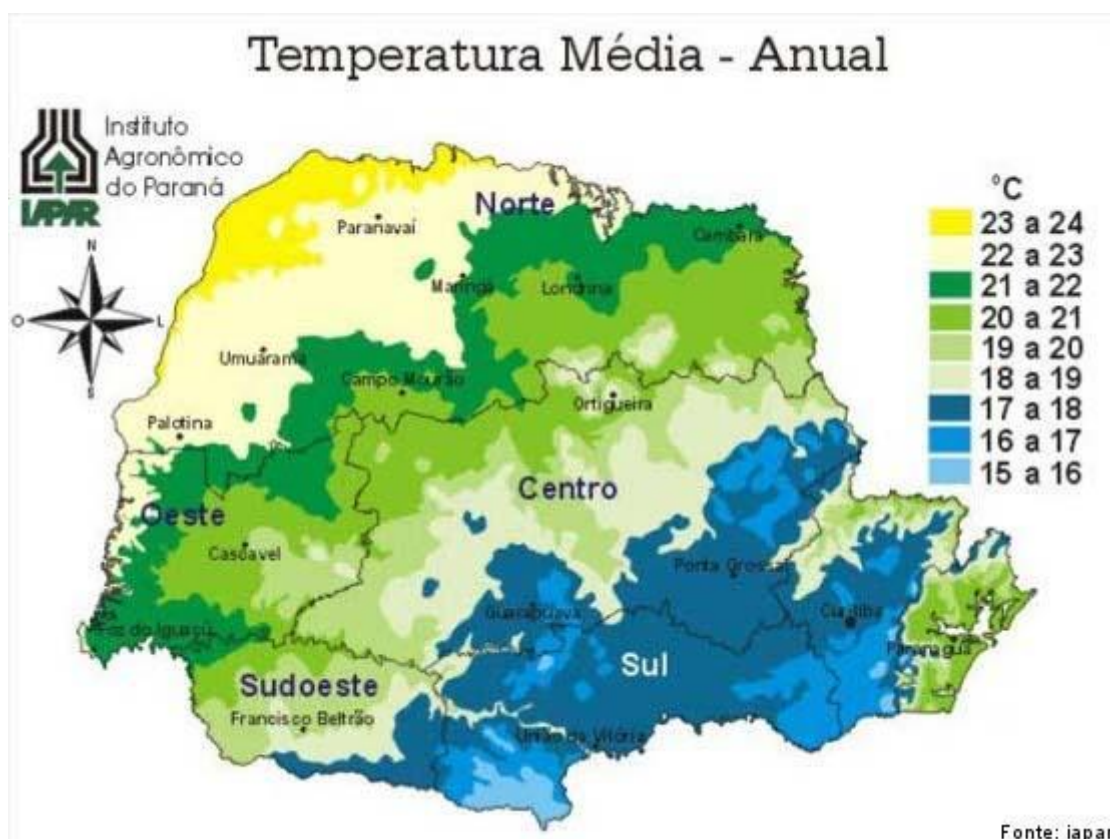 Temperatura Média - Anual
Instituto
Agronômico
do Paraná
IAPAR
N
O
L
S
°C
23 a 24
22 a 23
21 a 22
20 a 21
19 a 20
18 a 19
17 a 18
16 a 17
15 a 16
Norte
Paranavaí
Cambará
Maringá
Londrina
Umuarama
Campo Mourão
Ortigueira
Palotina
Centro
Oeste
Cascavel
Ponta Grossa
Guarapuava
Curitiba
Foz do Iguaçu
Paranaguá
Sul
Sudoeste
Francisco Beltrão
União da Vitória
Fonte: iapar